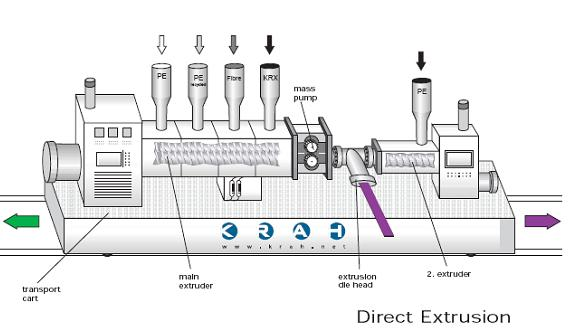 PE
PE
recycled
Fibre
KRX
PE
mass
pump
KRAH
www.krah.net
transport
cart
main
extruder
extrusion
die head
2. extruder
Direct Extrusion